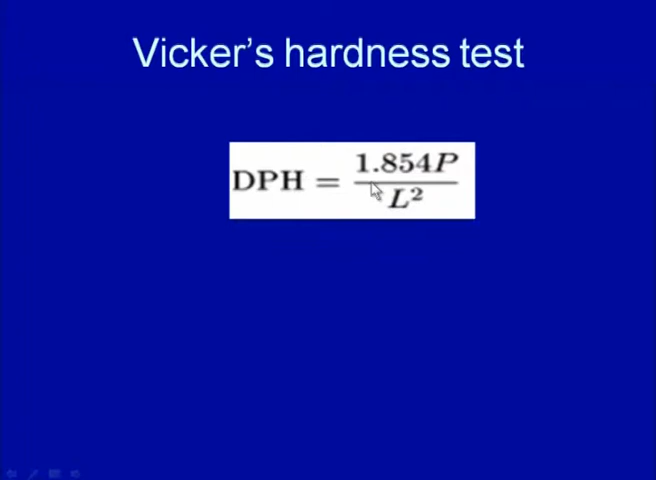 Vicker's hardness test
DPH = 1.854P / L²